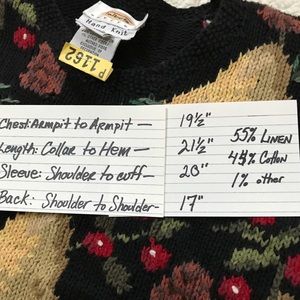 Hand Knit
P1162
Chest: Armpit to Armpit —
Length: Collar to Hem —
Sleeve: Shoulder to cuff —
Back: Shoulder to Shoulder-
19½"
21½"
20"
17"
55% LINEN
44% Cotton
1% other